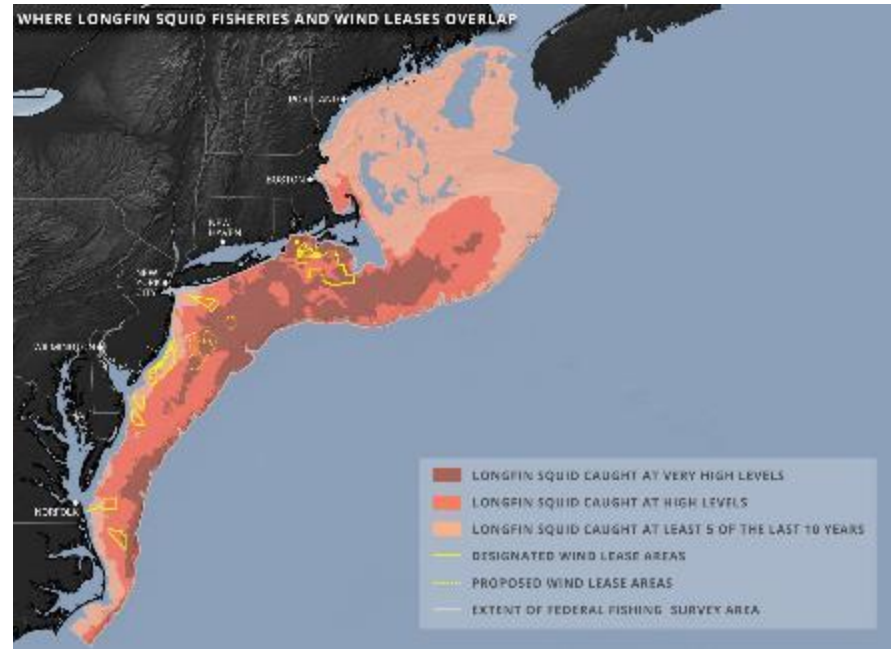 WHERE LONGFIN SQUID FISHERIES AND WIND LEASES OVERLAP
PORTLAND
BOSTON
NEW
HAVEN
NEW
YORK
CITY
WILMINGTON
NORFOLK
LONGFIN SQUID CAUGHT AT VERY HIGH LEVELS
LONGFIN SQUID CAUGHT AT HIGH LEVELS
LONGFIN SQUID CAUGHT AT LEAST 5 OF THE LAST 10 YEARS
DESIGNATED WIND LEASE AREAS
PROPOSED WIND LEASE AREAS
EXTENT OF FEDERAL FISHING SURVEY AREA